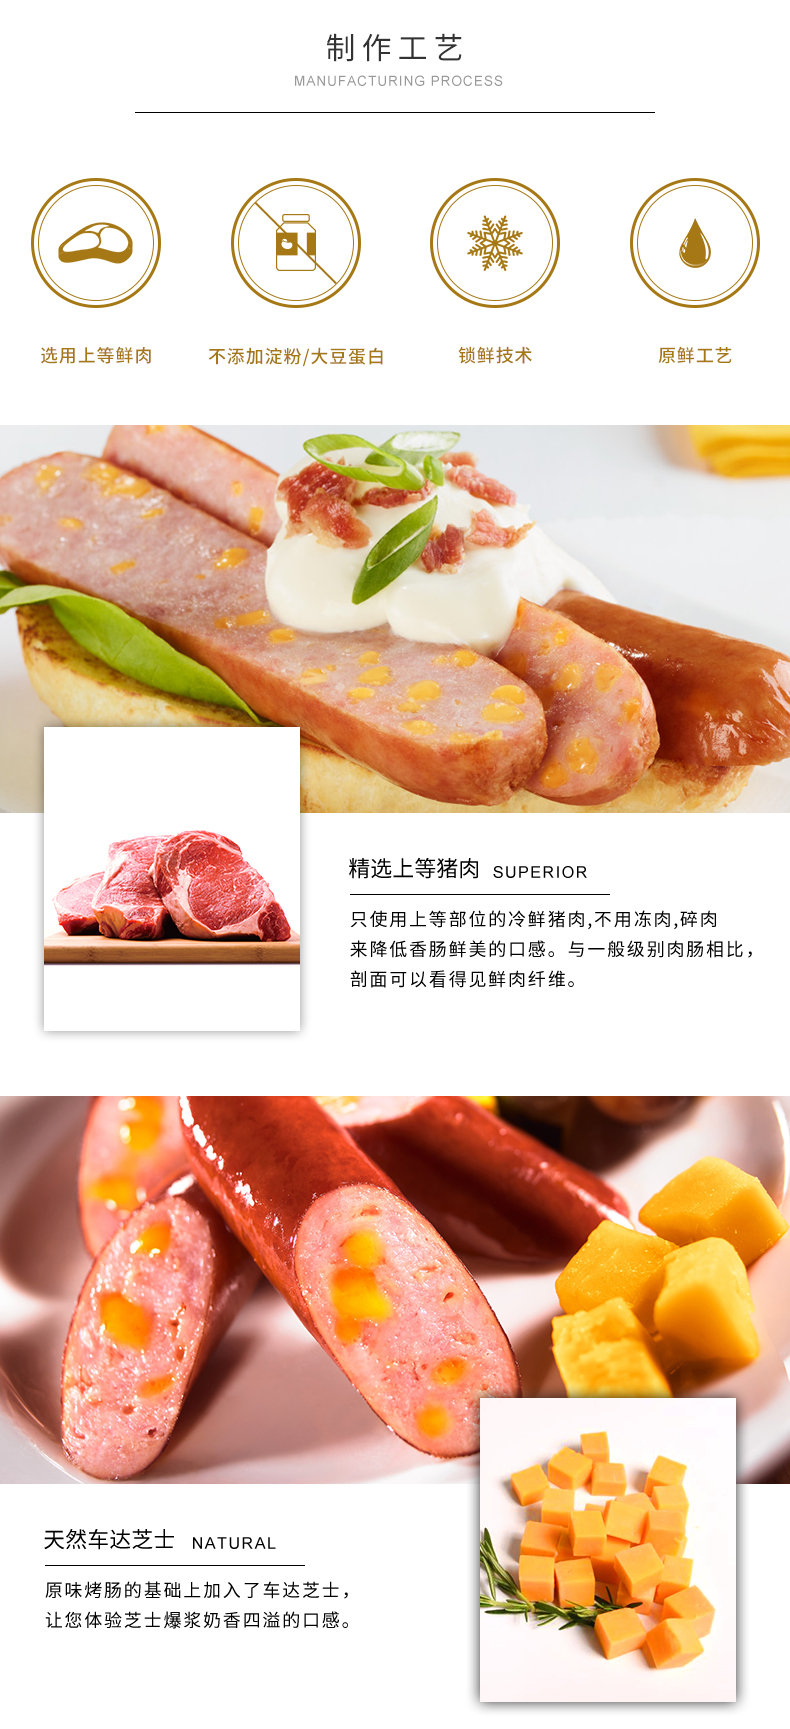 制作工艺
MANUFACTURING PROCESS
选用上等鲜肉
不添加淀粉/大豆蛋白
锁鲜技术
原鲜工艺
精选上等猪肉 SUPERIOR
只使用上等部位的冷鲜猪肉,不用冻肉,碎肉
来降低香肠鲜美的口感。与一般级别肉肠相比，
剖面可以看得见鲜肉纤维。
天然车达芝士 NATURAL
原味烤肠的基础上加入了车达芝士，
让您体验芝士爆浆奶香四溢的口感。